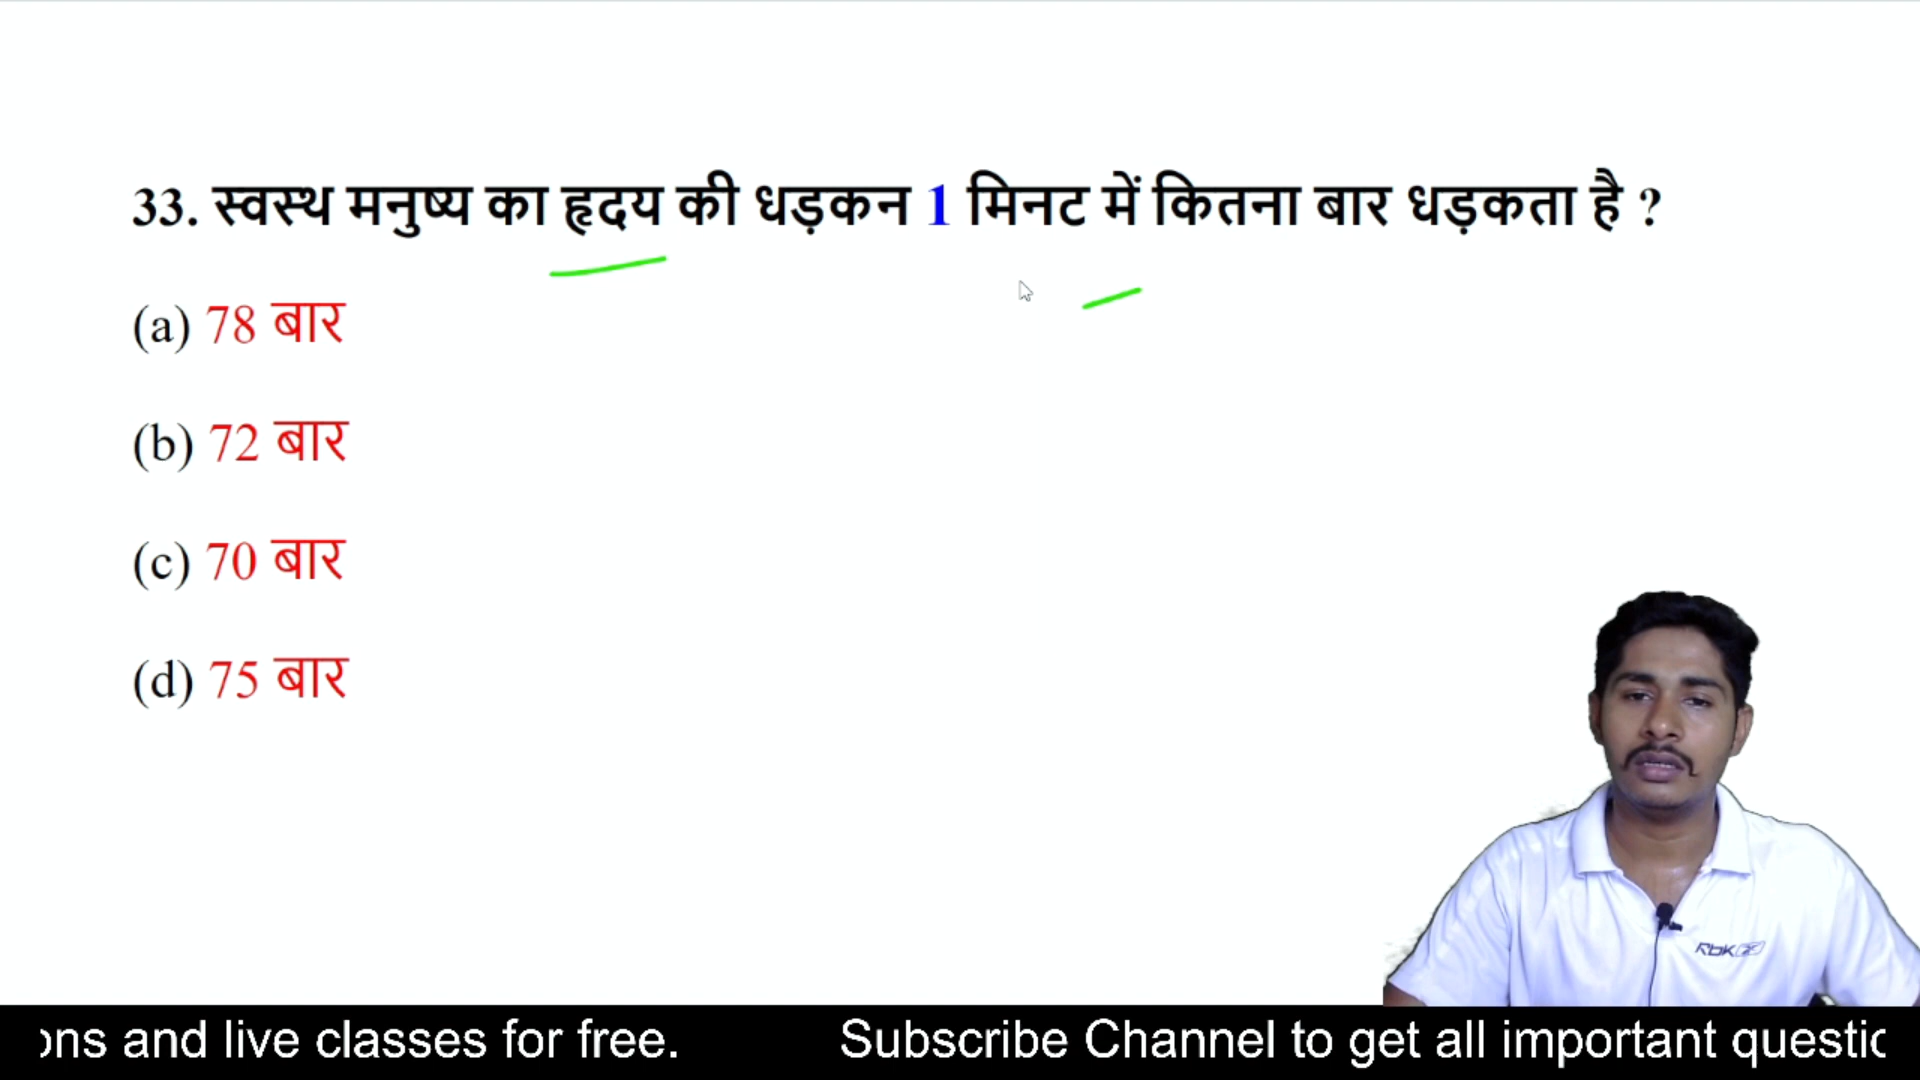 33. स्वस्थ मनुष्य का हृदय की धड़कन 1 मिनट में कितना बार धड़कता है ?
(a) 78 बार
(b) 72 बार
(c) 70 बार
(d) 75 बार
RbK
ons and live classes for free. Subscribe Channel to get all important questic